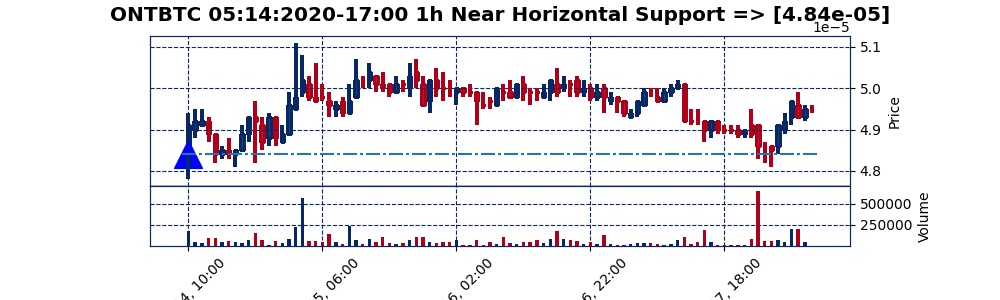 ONTBTC 05:14:2020-17:00 1h Near Horizontal Support => [4.84e-05]
1e−5
5.1
5.0
4.9
4.8
Price
500000
250000
Volume
4, 10:00
5, 06:00
6, 02:00
6, 22:00
7, 18:00